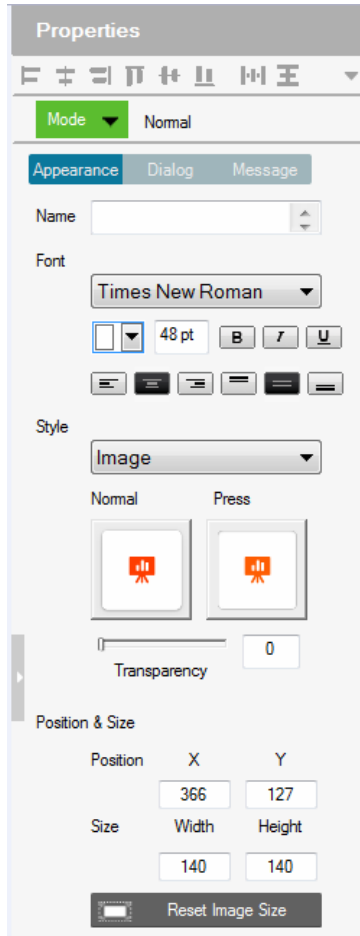 Properties
Mode Normal
Appearance Dialog Message
Name
Font
Times New Roman
48 pt B I U
Style
Image
Normal Press
0
Transparency
Position & Size
Position X Y
366 127
Size Width Height
140 140
Reset Image Size